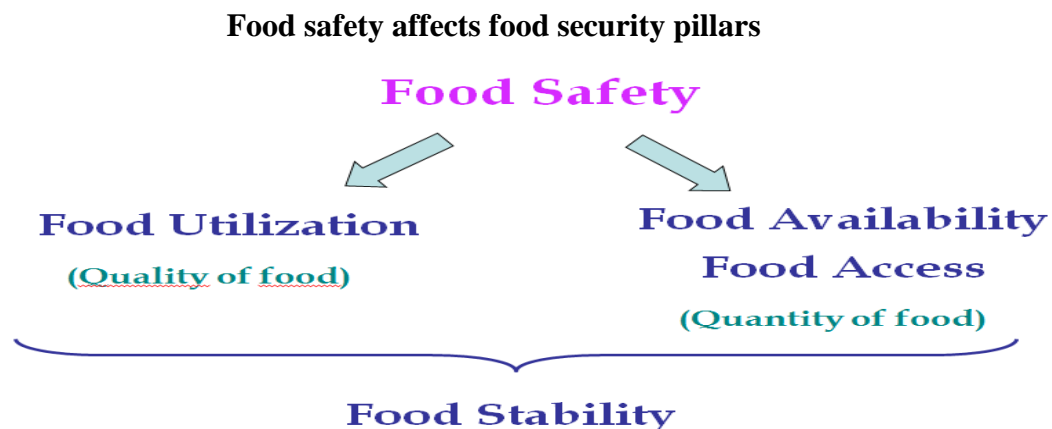 Food safety affects food security pillars
Food Safety
Food Utilization
(Quality of food)
Food Availability
Food Access
(Quantity of food)
Food Stability